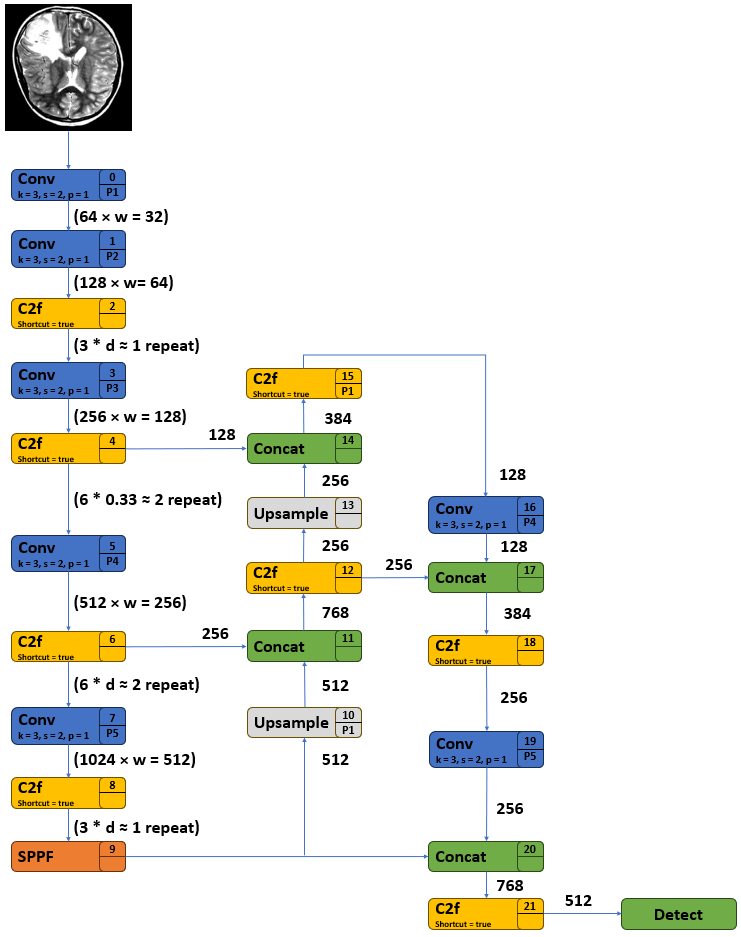 Conv
k = 3, s = 2, p = 1
0
P1
(64 × w = 32)
Conv
k = 3, s = 2, p = 1
1
P2
(128 × w= 64)
C2f
Shortcut = true
2
(3 * d ≈ 1 repeat)
Conv
k = 3, s = 2, p = 1
3
P3
(256 × w = 128)
C2f
Shortcut = true
4
128
(6 * 0.33 ≈ 2 repeat)
Conv
k = 3, s = 2, p = 1
5
P4
(512 × w = 256)
C2f
Shortcut = true
6
256
(6 * d ≈ 2 repeat)
Conv
k = 3, s = 2, p = 1
7
P5
(1024 × w = 512)
C2f
Shortcut = true
8
(3 * d ≈ 1 repeat)
SPPF
9
C2f
Shortcut = true
15
P1
384
Concat
14
256
Upsample
13
256
C2f
Shortcut = true
12
256
768
Concat
11
512
Upsample
10
P1
512
128
Conv
k = 3, s = 2, p = 1
16
P4
128
Concat
17
384
C2f
Shortcut = true
18
256
Conv
k = 3, s = 2, p = 1
19
P5
256
Concat
20
768
C2f
Shortcut = true
21
512
Detect